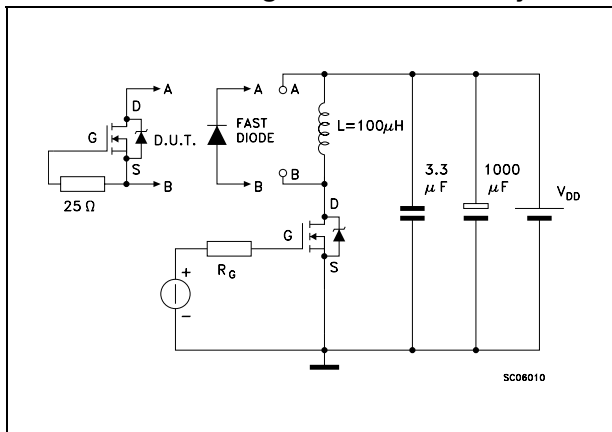 A
D
G
D.U.T.
S
B
25 Ω
A
FAST
DIODE
B
A
L=100μH
B
D
G
S
R_G
+
-
3.3
μF
1000
μF
V_DD
SC06010